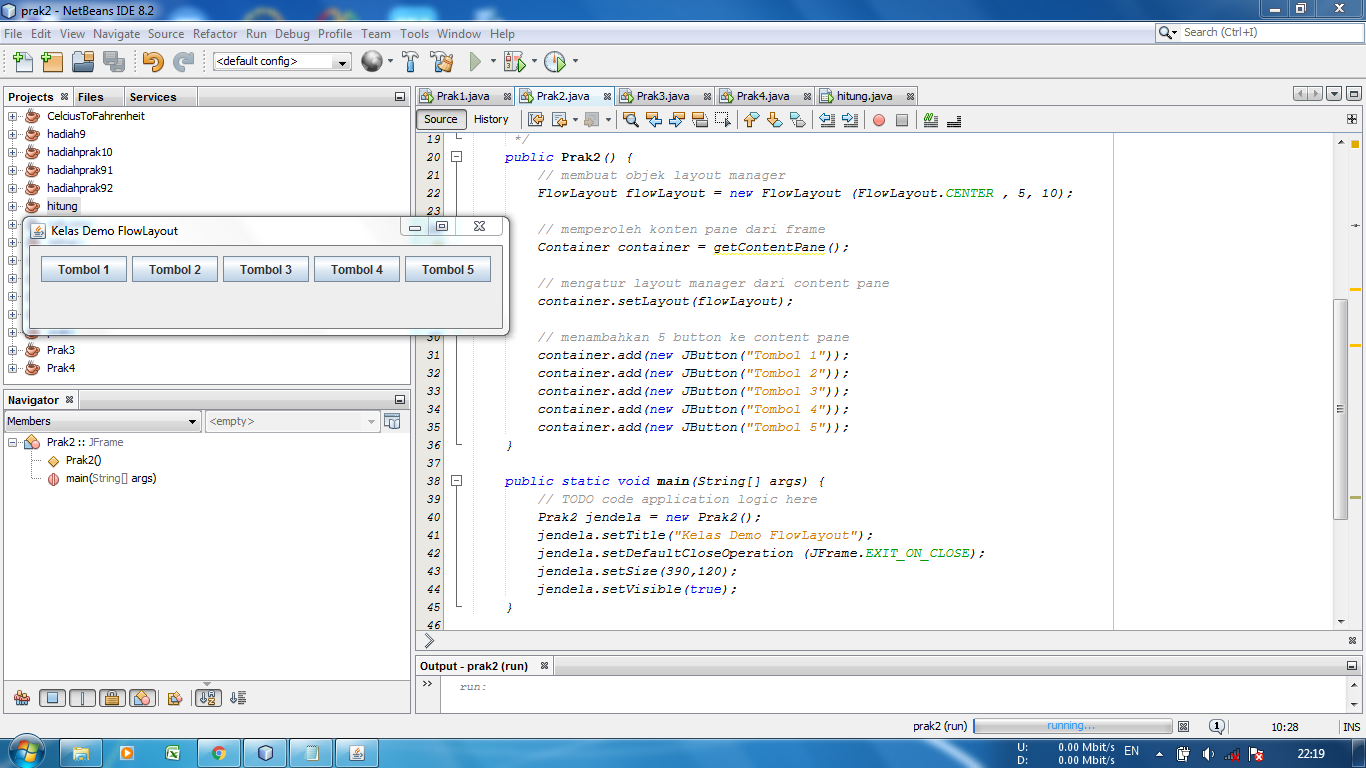 prak2 - NetBeans IDE 8.2
File Edit View Navigate Source Refactor Run Debug Profile Team Tools Window Help
Search (Ctrl+I)
<default config>
Projects Files Services
CelciusToFahrenheit
hadiah9
hadiahprak10
hadiahprak91
hadiahprak92
hitung
Prak3
Prak4
Kelas Demo FlowLayout
Tombol 1 Tombol 2 Tombol 3 Tombol 4 Tombol 5
Navigator
Members <empty>
Prak2 :: JFrame
Prak2()
main(String[] args)
Prak1.java Prak2.java Prak3.java Prak4.java hitung.java
Source History
19 */
20 public Prak2() {
21 // membuat objek layout manager
22 FlowLayout flowLayout = new FlowLayout (FlowLayout.CENTER , 5, 10);
23
// memperoleh konten pane dari frame
Container container = getContentPane();
// mengatur layout manager dari content pane
container.setLayout(flowLayout);
30 // menambahkan 5 button ke content pane
31 container.add(new JButton("Tombol 1"));
32 container.add(new JButton("Tombol 2"));
33 container.add(new JButton("Tombol 3"));
34 container.add(new JButton("Tombol 4"));
35 container.add(new JButton("Tombol 5"));
36 }
37
38 public static void main(String[] args) {
39 // TODO code application logic here
40 Prak2 jendela = new Prak2();
41 jendela.setTitle("Kelas Demo FlowLayout");
42 jendela.setDefaultCloseOperation (JFrame.EXIT_ON_CLOSE);
43 jendela.setSize(390,120);
44 jendela.setVisible(true);
45 }
46
Output - prak2 (run)
run:
prak2 (run) running... 1 10:28 INS
U: 0.00 Mbit/s
D: 0.00 Mbit/s
EN 22:19